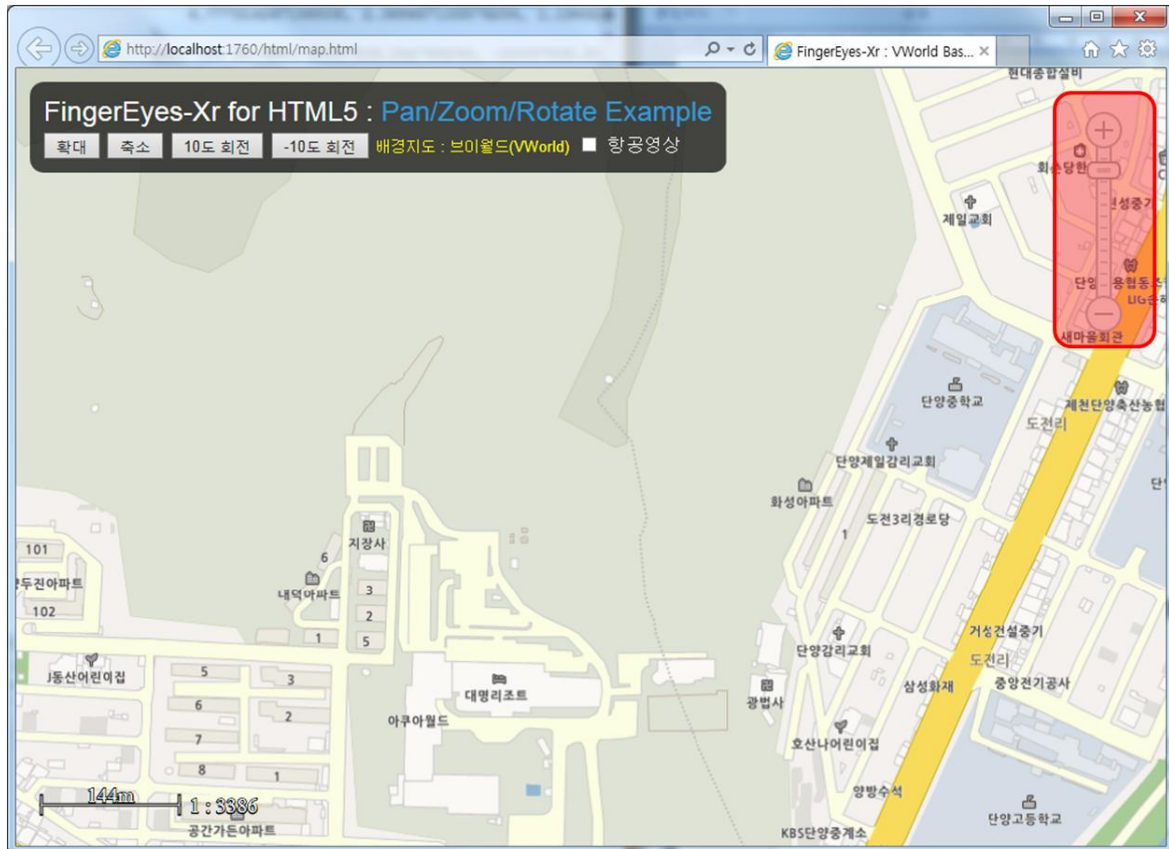 http://localhost:1760/html/map.html
FingerEyes-Xr : VWorld Bas...
FingerEyes-Xr for HTML5 : Pan/Zoom/Rotate Example
확대 축소 10도 회전 -10도 회전 배경지도 : 브이월드(VWorld) 항공영상
현대종합설비
회손당한
제일교회
새마을회관
단양중학교
제천단양축산농협
도전리
단양제일감리교회
화성아파트
도전3리경로당
1
지장사
101
6
내덕아파트
3
두진아파트
102
2
1
5
거성건설중기
단양감리교회
도전리
J동산어린이집
5
3
대명리조트
광법사
삼성화재
중앙전기공사
6
2
아쿠아월드
7
호산나어린이집
8
1
양방수석
144m
1 : 3386
공간가든아파트
KBS단양중계소
단양고등학교